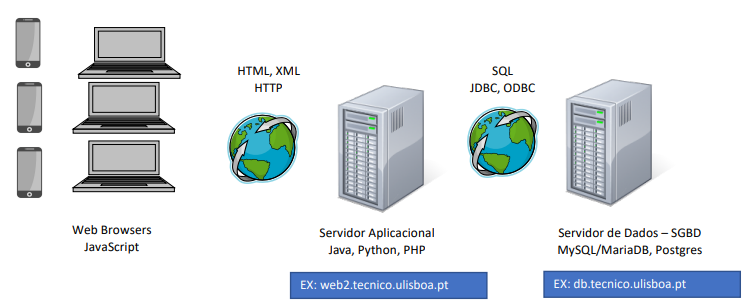 HTML, XML
HTTP
SQL
JDBC, ODBC
Web Browsers
JavaScript
Servidor Aplicacional
Java, Python, PHP
Servidor de Dados – SGBD
MySQL/MariaDB, Postgres
EX: web2.tecnico.ulisboa.pt
EX: db.tecnico.ulisboa.pt